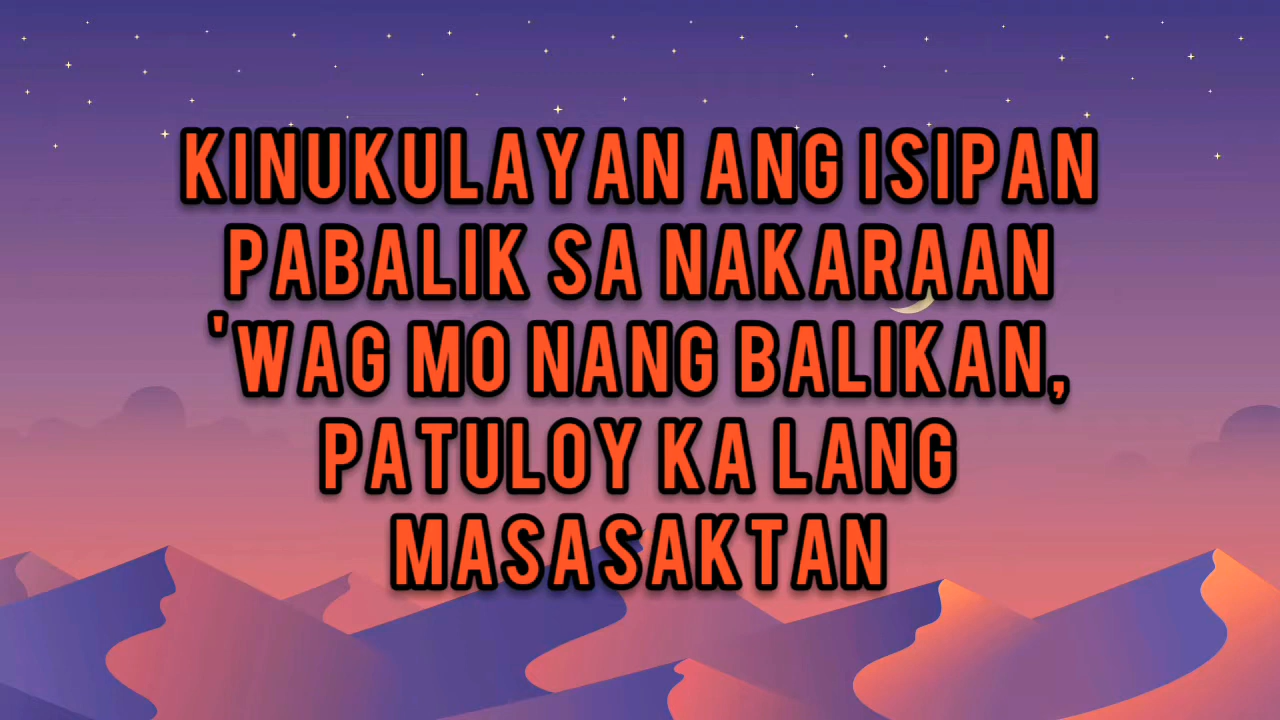 KINUKULAYAN ANG ISIPAN
PABALIK SA NAKARAAN
'WAG MO NANG BALIKAN,
PATULOY KA LANG
MASASAKTAN